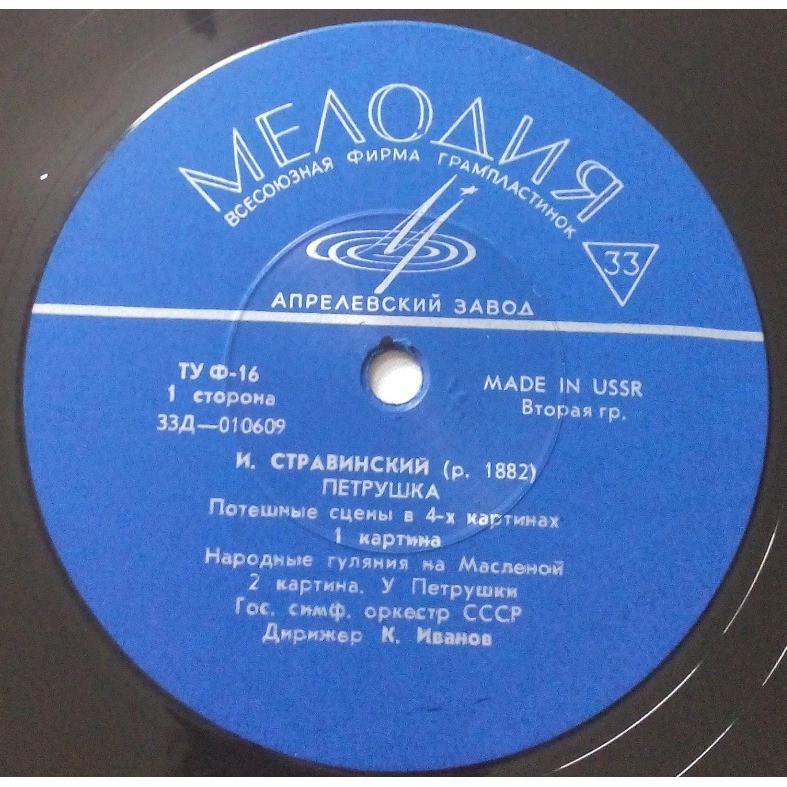 МЕЛОДИЯ
ВСЕСОЮЗНАЯ ФИРМА ГРАМПЛАСТИНОК
33
АПРЕЛЕВСКИЙ ЗАВОД
ТУ Ф-16
1 сторона
33Д—010609
MADE IN USSR
Вторая гр.
И. СТРАВИНСКИЙ (р. 1882)
ПЕТРУШКА
Потешные сцены в 4-х картинах
1 картина
Народные гуляния на Масленой
2 картина. У Петрушки
Гос. симф. оркестр СССР
Дирижер К. Иванов